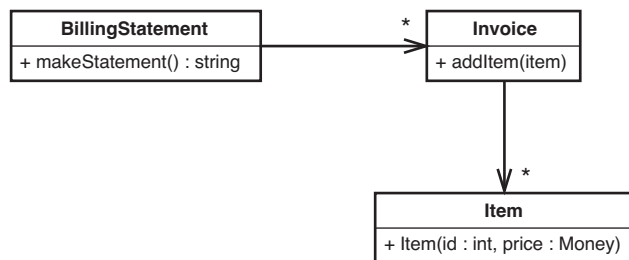 BillingStatement
+ makeStatement() : string
*
Invoice
+ addItem(item)
*
Item
+ Item(id : int, price : Money)